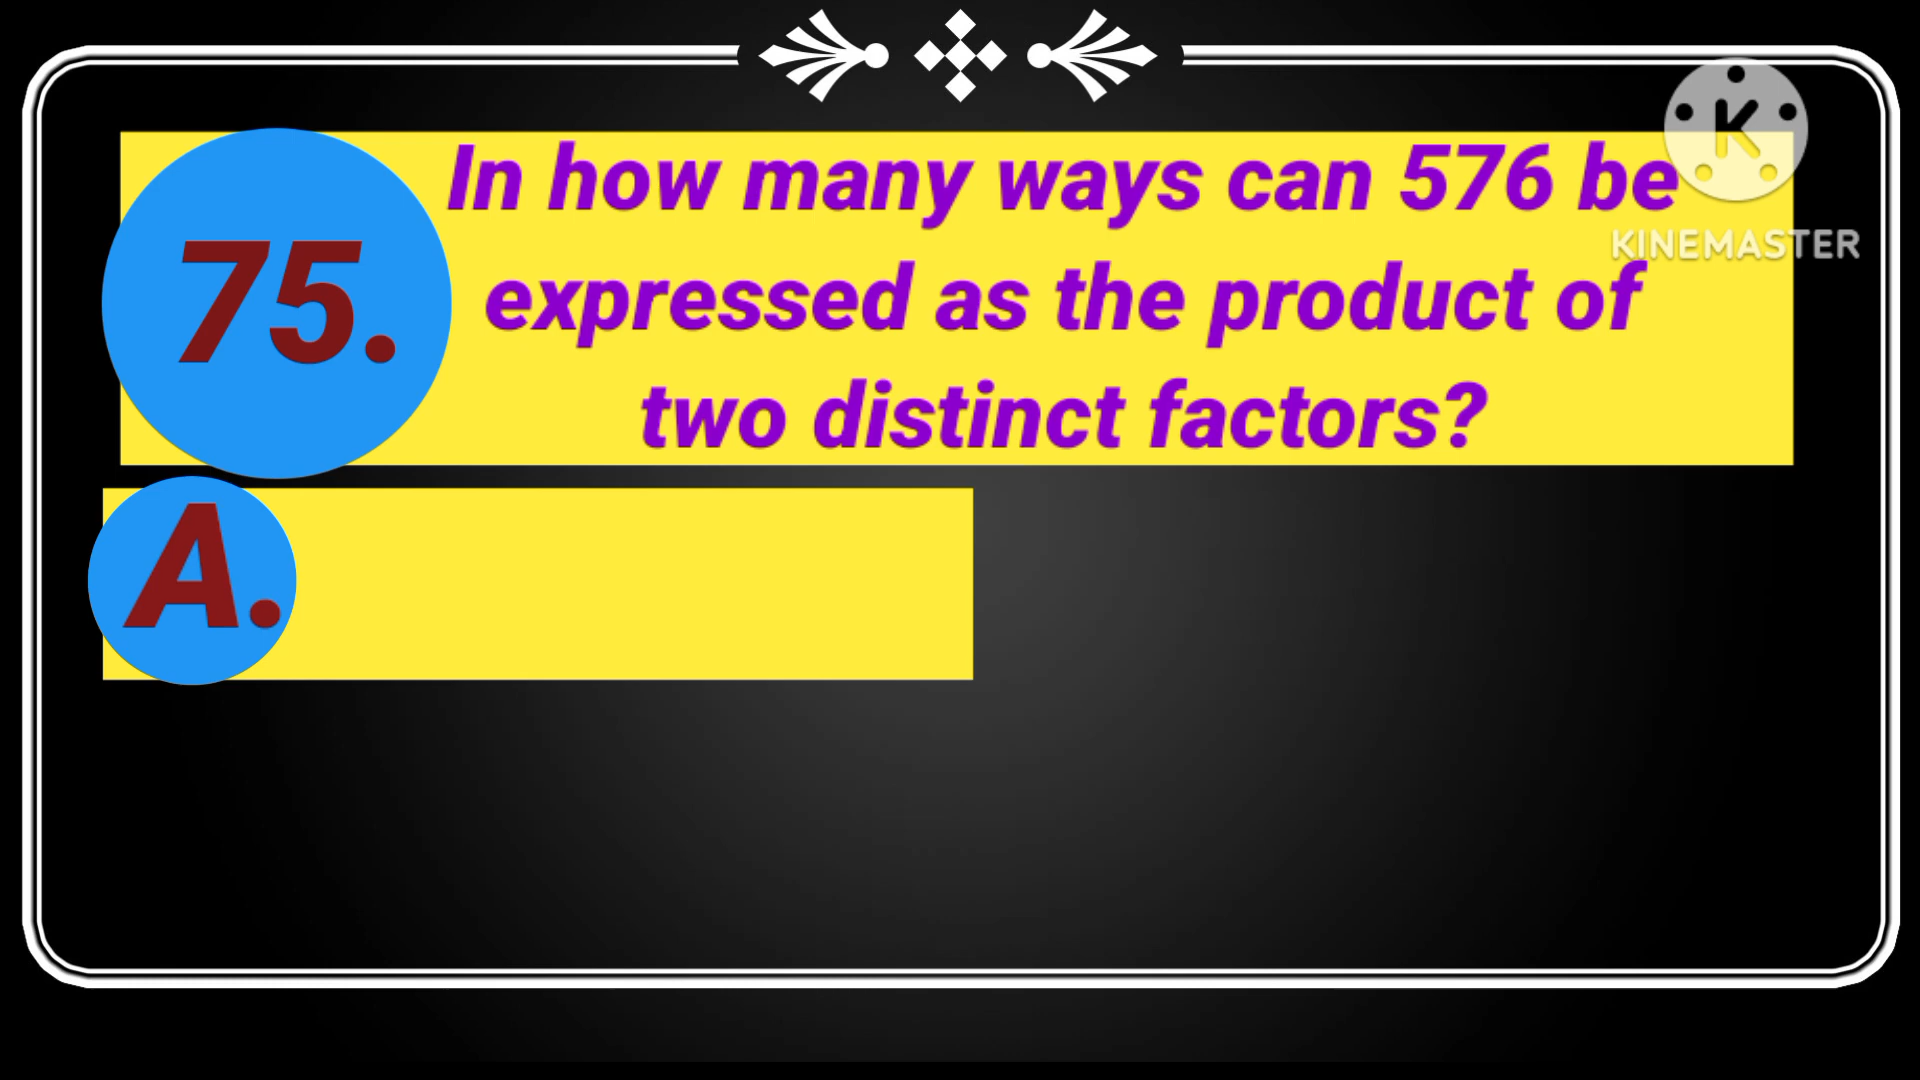 75.
In how many ways can 576 be
expressed as the product of
two distinct factors?
K
KINEMASTER
A.